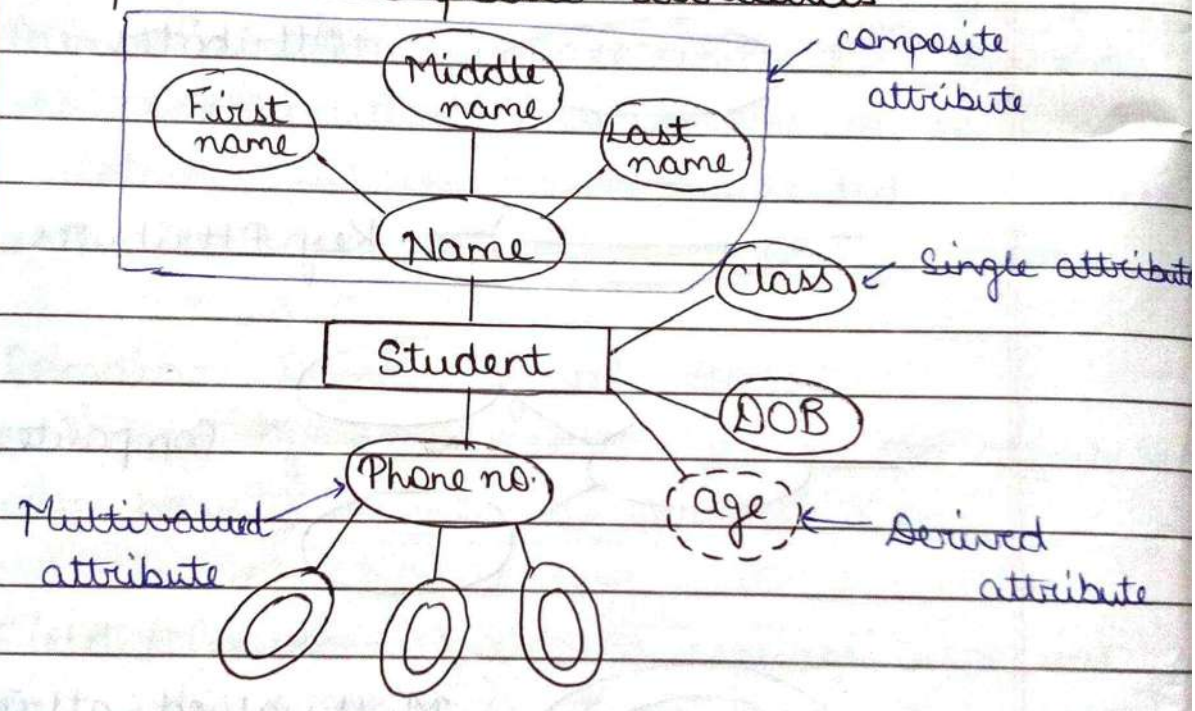 composite
attribute
Middle
name
First
name
Last
name
Name
Class
Single attribute
Student
DOB
Phone no.
age
Multivalued
attribute
Derived
attribute